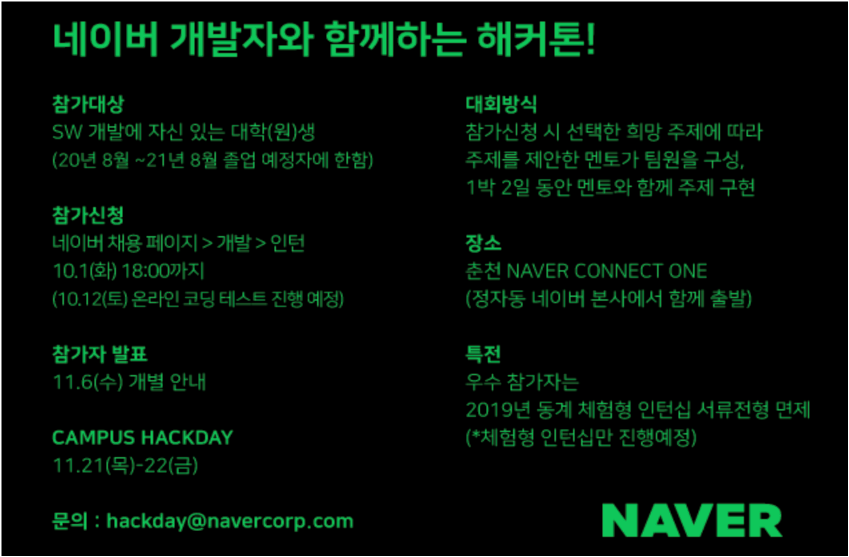 네이버 개발자와 함께하는 해커톤!
참가대상
SW 개발에 자신 있는 대학(원)생
(20년 8월 ~21년 8월 졸업 예정자에 한함)
참가신청
네이버 채용 페이지 > 개발 > 인턴
10.1(화) 18:00까지
(10.12(토) 온라인 코딩 테스트 진행 예정)
참가자 발표
11.6(수) 개별 안내
CAMPUS HACKDAY
11.21(목)-22(금)
문의 : hackday@navercorp.com
대회방식
참가신청 시 선택한 희망 주제에 따라
주제를 제안한 멘토가 팀원을 구성,
1박 2일 동안 멘토와 함께 주제 구현
장소
춘천 NAVER CONNECT ONE
(정자동 네이버 본사에서 함께 출발)
특전
우수 참가자는
2019년 동계 체험형 인턴십 서류전형 면제
(*체험형 인턴십만 진행예정)
NAVER